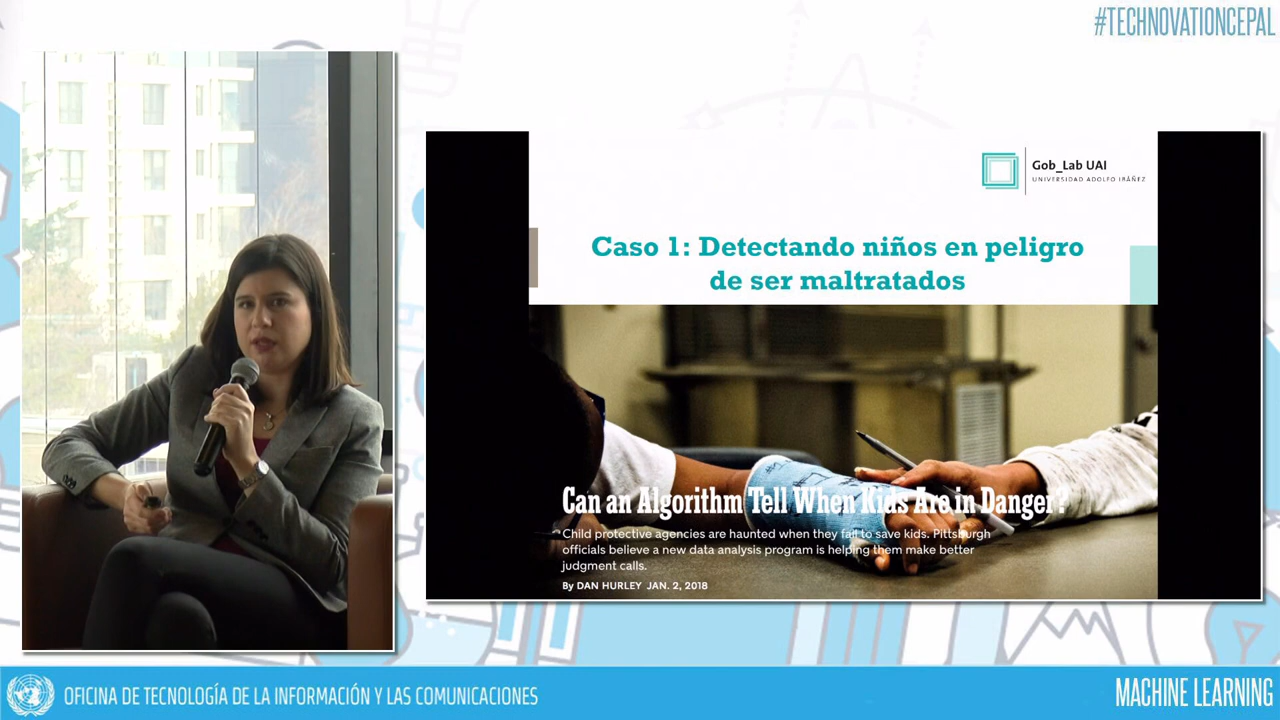 #TECHNOVATIONCEPAL
Gob_Lab UAI
UNIVERSIDAD ADOLFO IBÁÑEZ
Caso 1: Detectando niños en peligro
de ser maltratados
Can an Algorithm Tell When Kids Are in Danger?
Child protective agencies are haunted when they fail to save kids. Pittsburgh
officials believe a new data analysis program is helping them make better
judgment calls.
By DAN HURLEY JAN. 2, 2018
OFICINA DE TECNOLOGÍA DE LA INFORMACIÓN Y LAS COMUNICACIONES
MACHINE LEARNING